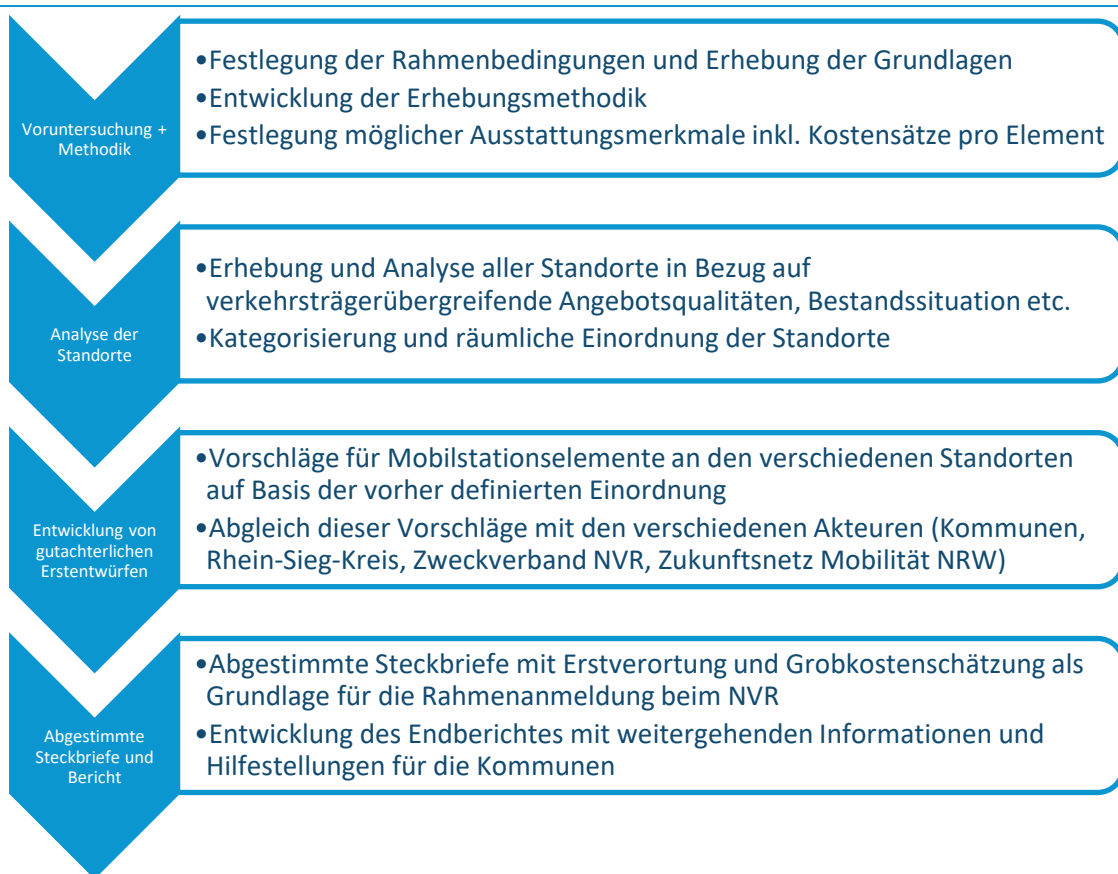 Voruntersuchung +
Methodik
•Festlegung der Rahmenbedingungen und Erhebung der Grundlagen
•Entwicklung der Erhebungsmethodik
•Festlegung möglicher Ausstattungsmerkmale inkl. Kostensätze pro Element
Analyse der
Standorte
•Erhebung und Analyse aller Standorte in Bezug auf
verkehrsträgerübergreifende Angebotsqualitäten, Bestandssituation etc.
•Kategorisierung und räumliche Einordnung der Standorte
Entwicklung von
gutachterlichen
Erstentwürfen
•Vorschläge für Mobilstationselemente an den verschiedenen Standorten
auf Basis der vorher definierten Einordnung
•Abgleich dieser Vorschläge mit den verschiedenen Akteuren (Kommunen,
Rhein-Sieg-Kreis, Zweckverband NVR, Zukunftsnetz Mobilität NRW)
Abgestimmte
Steckbriefe und
Bericht
•Abgestimmte Steckbriefe mit Erstverortung und Grobkostenschätzung als
Grundlage für die Rahmenanmeldung beim NVR
•Entwicklung des Endberichtes mit weitergehenden Informationen und
Hilfestellungen für die Kommunen